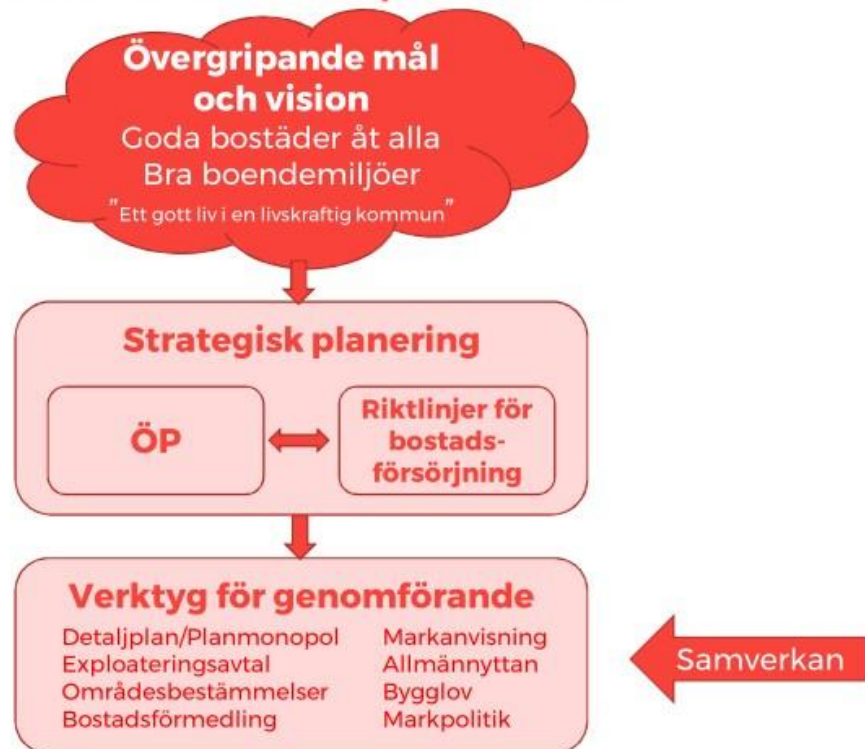 Övergripande mål
och vision
Goda bostäder åt alla
Bra boendemiljöer
"Ett gott liv i en livskraftig kommun"
Strategisk planering
ÖP
Riktlinjer för
bostads-
försörjning
Verktyg för genomförande
Detaljplan/Planmonopol
Exploateringsavtal
Områdesbestämmelser
Bostadsförmedling
Markanvisning
Allmännyttan
Bygglov
Markpolitik
Samverkan